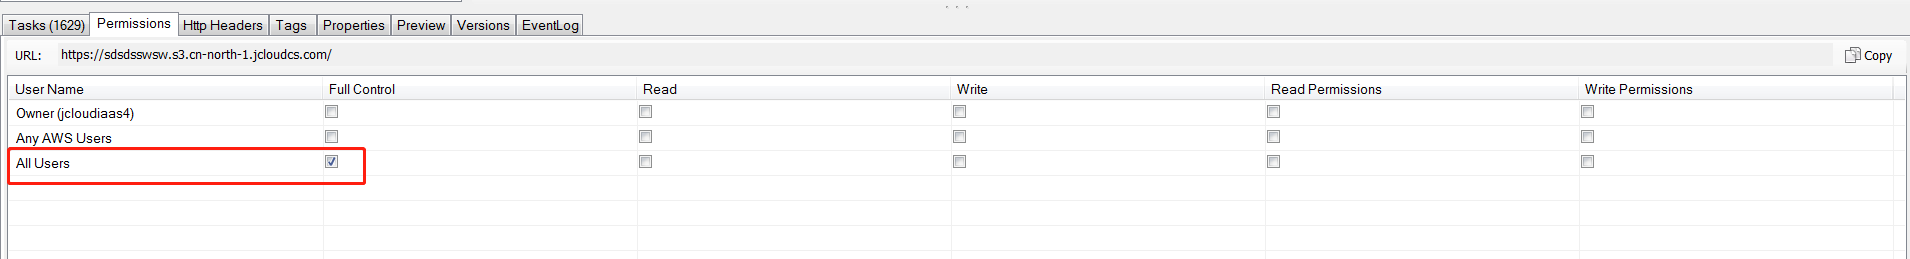 Tasks (1629) Permissions Http Headers Tags Properties Preview Versions EventLog
URL: https://sdsdsswsw.s3.cn-north-1.jcloudcs.com/ Copy
User Name Full Control Read Write Read Permissions Write Permissions
Owner (jcloudiaas4)
Any AWS Users
All Users